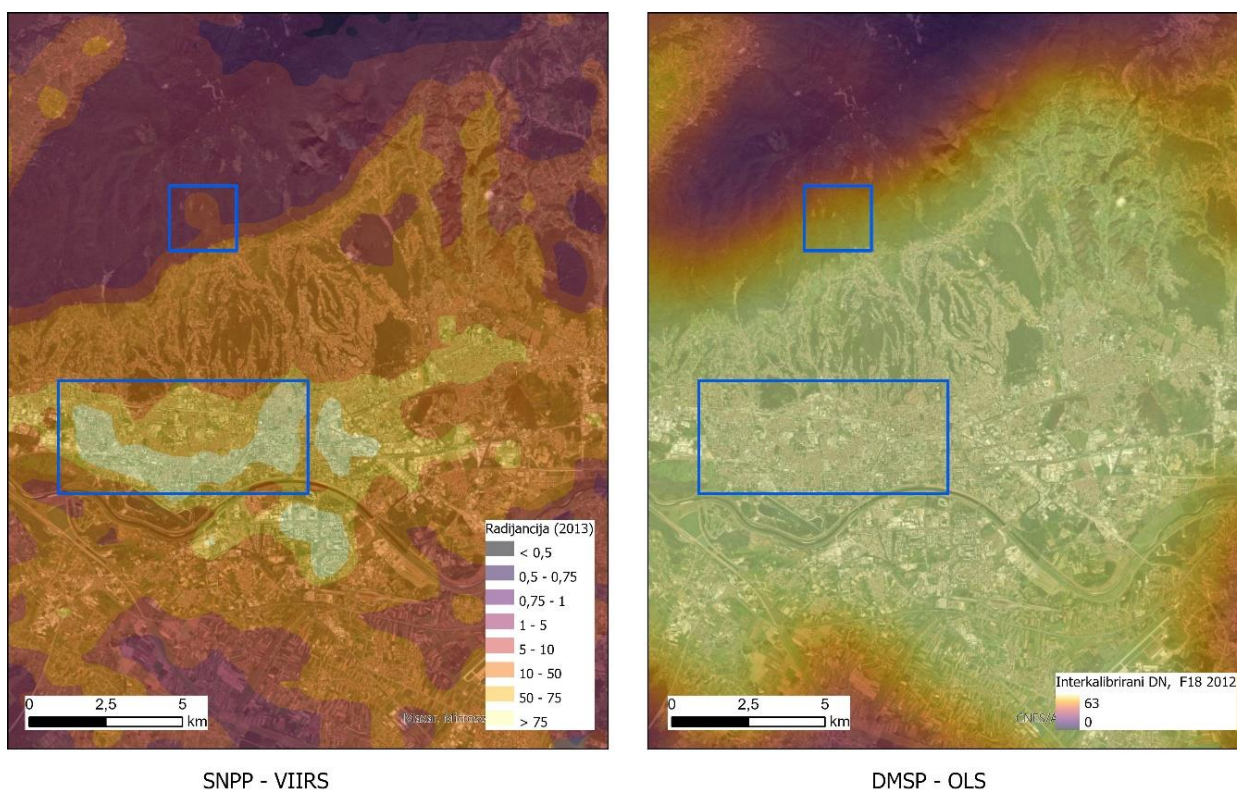 Radijancija (2013)
< 0,5
0,5 - 0,75
0,75 - 1
1 - 5
5 - 10
10 - 50
50 - 75
> 75
0 2,5 5
km
Maxar,
SNPP - VIIRS
Interkalibrirani DN, F18 2012
63
0
0 2,5 5
km
CNES/A
DMSP - OLS